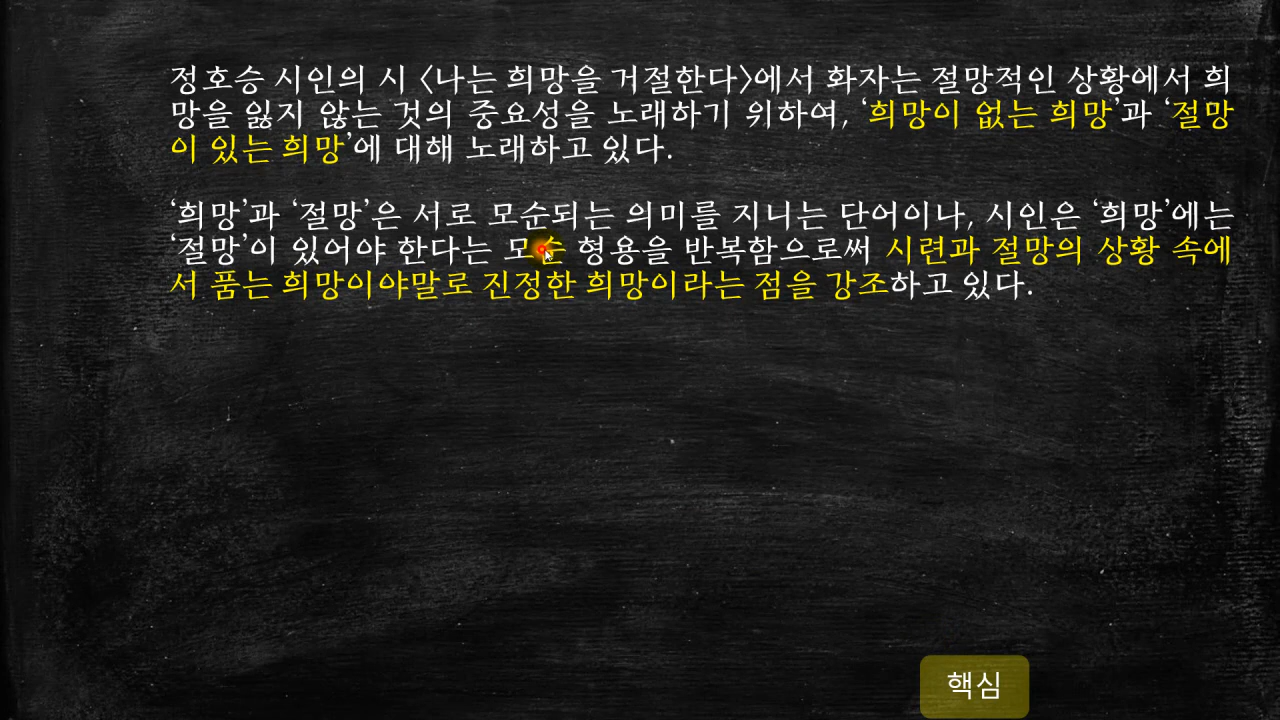 정호승 시인의 시 〈나는 희망을 거절한다〉에서 화자는 절망적인 상황에서 희
망을 잃지 않는 것의 중요성을 노래하기 위하여, ‘희망이 없는 희망’과 ‘절망
이 있는 희망’에 대해 노래하고 있다.
‘희망’과 ‘절망’은 서로 모순되는 의미를 지니는 단어이나, 시인은 ‘희망’에는
‘절망’이 있어야 한다는 모순 형용을 반복함으로써 시련과 절망의 상황 속에
서 품는 희망이야말로 진정한 희망이라는 점을 강조하고 있다.
핵심